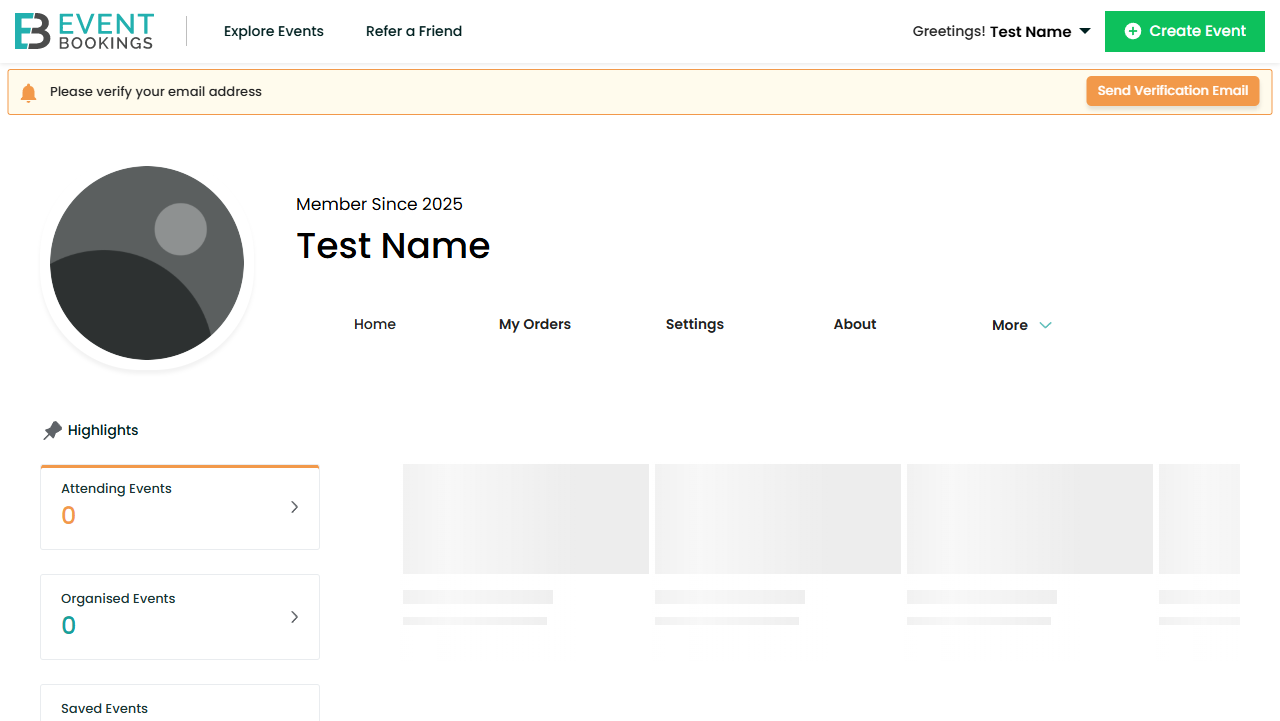 EVENT
BOOKINGS
Explore Events
Refer a Friend
Greetings! Test Name
Create Event
Please verify your email address
Send Verification Email
Member Since 2025
Test Name
Home
My Orders
Settings
About
More
Highlights
Attending Events
0
Organised Events
0
Saved Events